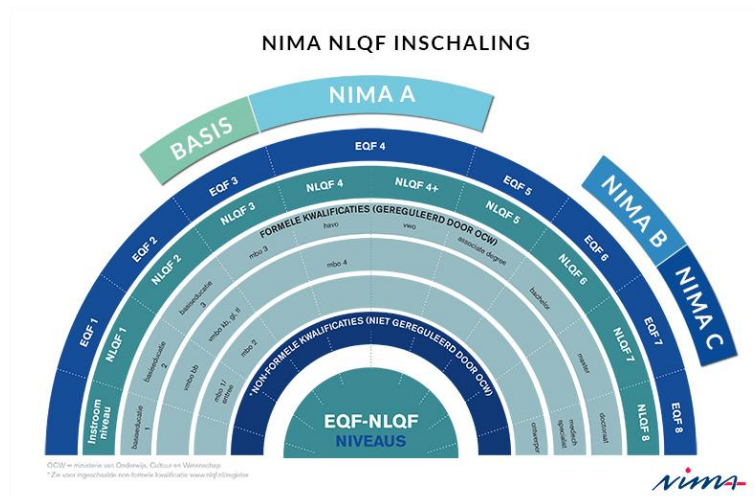 NIMA NLQF INSCHALING
BASIS
NIMA A
NIMA B
NIMA C
EQF 1
EQF 2
EQF 3
EQF 4
EQF 5
EQF 6
EQF 7
EQF 8
Instroom
niveau
NLQF 1
NLQF 2
NLQF 3
NLQF 4
NLQF 4+
NLQF 5
NLQF 6
NLQF 7
NLQF 8
FORMELE KWALIFICATIES (GEREGULEERD DOOR OCW)
basiseducatie
1
basiseducatie
2
basiseducatie
3
mbo 3
havo
vwo
associate degree
bachelor
master
doctoraat
vmbo bb
vmbo kb, gl, tl
mbo 4
medisch
specialist
mbo 1/
entree
mbo 2
ontwerper
* NON-FORMELE KWALIFICATIES (NIET GEREGULEERD DOOR OCW)
EQF-NLQF
NIVEAUS
OCW = ministerie van Onderwijs, Cultuur en Wetenschap
* Zie voor ingeschaalde non-formele kwalificatie www.nlqf.nl/register
nima